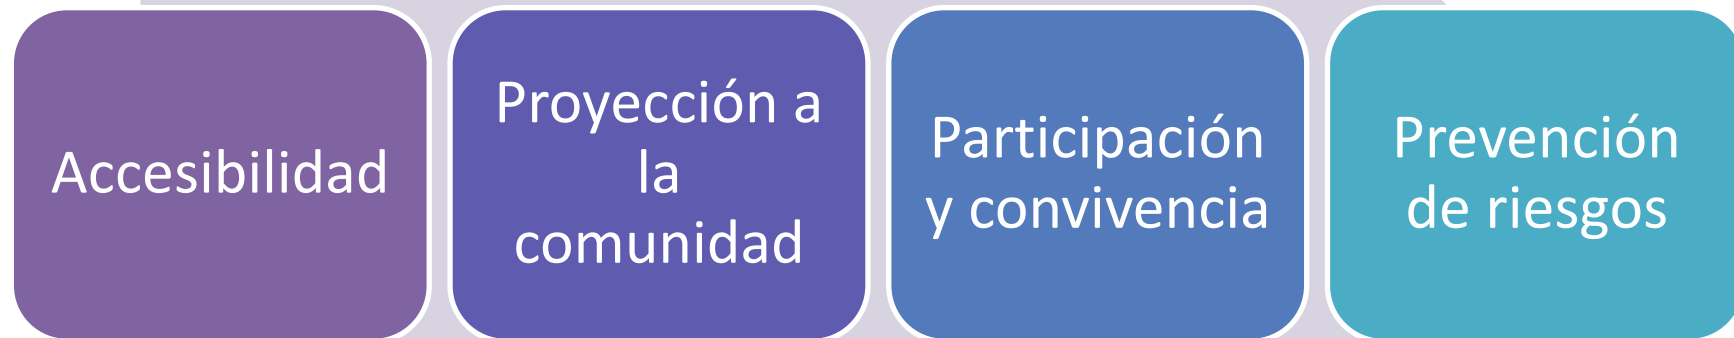 Accesibilidad
Proyección a
la
comunidad
Participación
y convivencia
Prevención
de riesgos